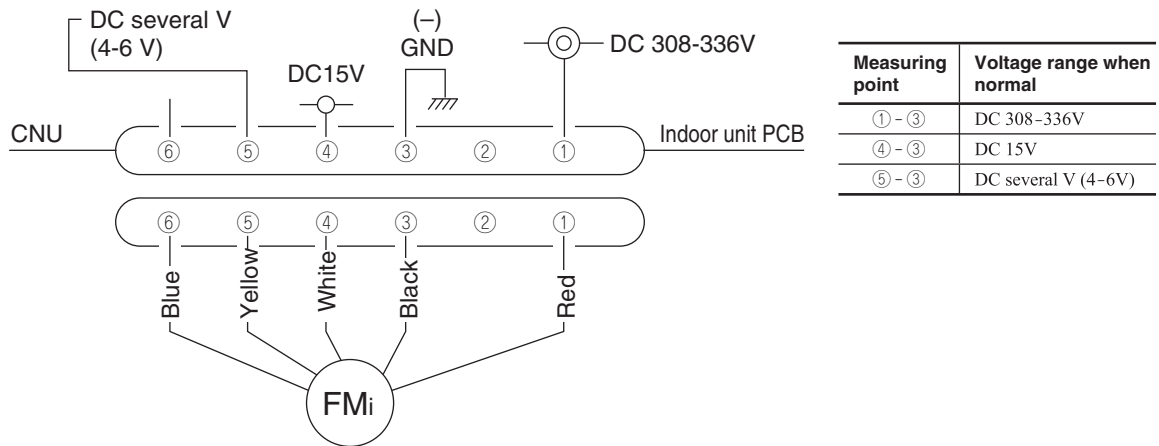 DC several V
(4-6 V)
DC15V
(–)
GND
DC 308-336V
CNU
⑥ ⑤ ④ ③ ② ①
Indoor unit PCB
⑥ ⑤ ④ ③ ② ①
Blue
Yellow
White
Black
Red
FMi
Measuring point
Voltage range when normal
① - ③
DC 308-336V
④ - ③
DC 15V
⑤ - ③
DC several V (4-6V)